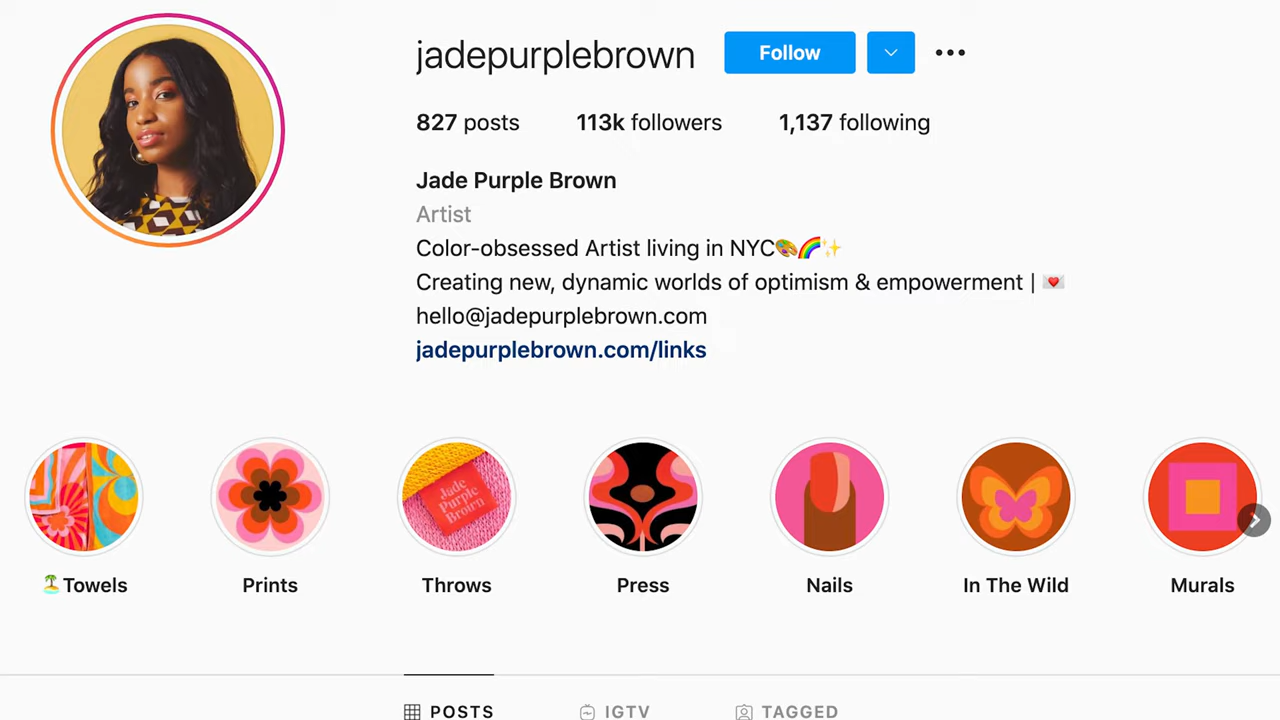 jadepurplebrown Follow
827 posts 113k followers 1,137 following
Jade Purple Brown
Artist
Color-obsessed Artist living in NYC🎨🌈✨
Creating new, dynamic worlds of optimism & empowerment | 💌
hello@jadepurplebrown.com
jadepurplebrown.com/links
Jade
Purple
Brown
🏝️Towels Prints Throws Press Nails In The Wild Murals
POSTS IGTV TAGGED